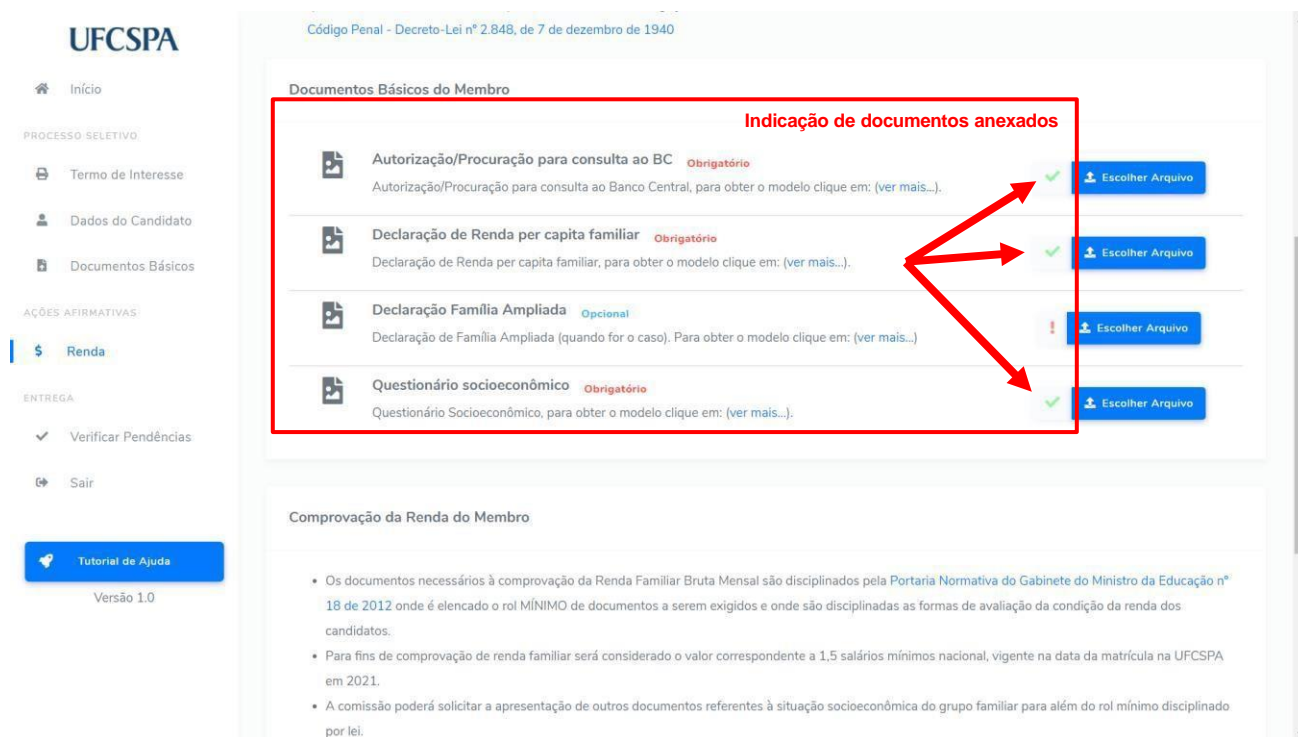 UFCSPA
Início
PROCESSO SELETIVO
Termo de Interesse
Dados do Candidato
Documentos Básicos
AÇÕES AFIRMATIVAS
$ Renda
ENTREGA
Verificar Pendências
Sair
Tutorial de Ajuda
Versão 1.0
Código Penal - Decreto-Lei nº 2.848, de 7 de dezembro de 1940
Documentos Básicos do Membro
Indicação de documentos anexados
Autorização/Procuração para consulta ao BC Obrigatório
Autorização/Procuração para consulta ao Banco Central, para obter o modelo clique em: (ver mais...).
Escolher Arquivo
Declaração de Renda per capita familiar Obrigatório
Declaração de Renda per capita familiar, para obter o modelo clique em: (ver mais...).
Escolher Arquivo
Declaração Família Ampliada Opcional
Declaração de Família Ampliada (quando for o caso). Para obter o modelo clique em: (ver mais...)
! Escolher Arquivo
Questionário socioeconômico Obrigatório
Questionário Socioeconômico, para obter o modelo clique em: (ver mais...).
Escolher Arquivo
Comprovação da Renda do Membro
• Os documentos necessários à comprovação da Renda Familiar Bruta Mensal são disciplinados pela Portaria Normativa do Gabinete do Ministro da Educação nº
18 de 2012 onde é elencado o rol MÍNIMO de documentos a serem exigidos e onde são disciplinadas as formas de avaliação da condição da renda dos
candidatos.
• Para fins de comprovação de renda familiar será considerado o valor correspondente a 1,5 salários mínimos nacional, vigente na data da matrícula na UFCSPA
em 2021.
• A comissão poderá solicitar a apresentação de outros documentos referentes à situação socioeconômica do grupo familiar para além do rol mínimo disciplinado
por lei.